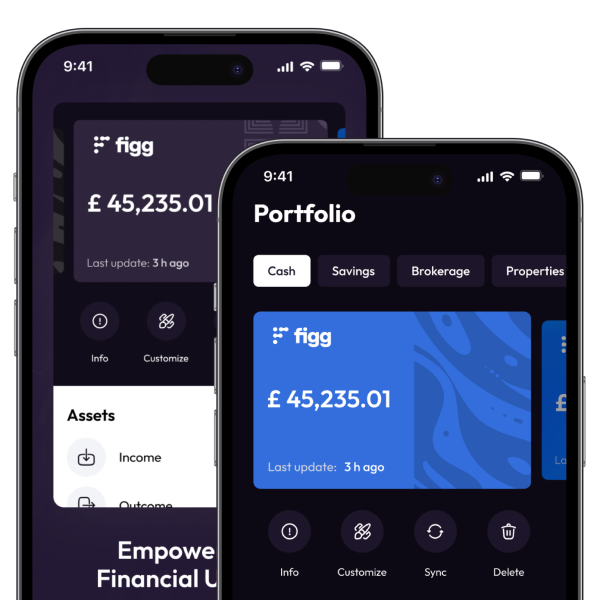 9:41
figg
£ 45,235.01
Last update: 3 h ago
Info
Customize
Assets
Income
Outcome
Empowe
Financial U
9:41
Portfolio
Cash
Savings
Brokerage
Properties
figg
£ 45,235.01
Last update: 3 h ago
£
La
Info
Customize
Sync
Delete